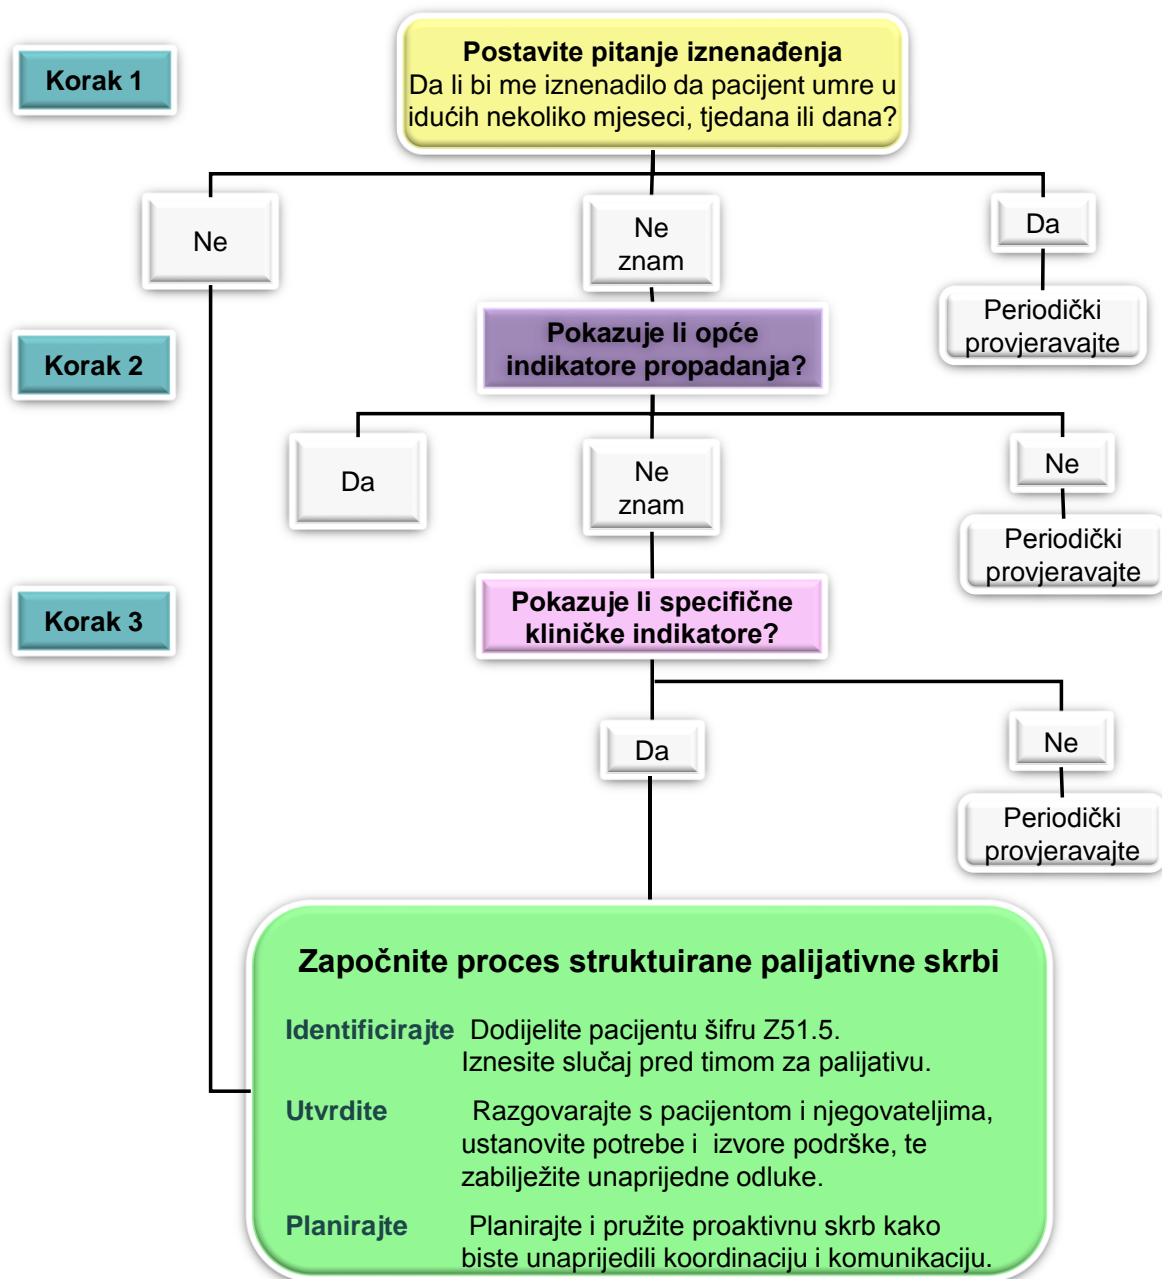 Korak 1
Postavite pitanje iznenađenja
Da li bi me iznenadilo da pacijent umre u
idućih nekoliko mjeseci, tjedana ili dana?
Ne
Ne
znam
Da
Periodički
provjeravajte
Korak 2
Pokazuje li opće
indikatore propadanja?
Da
Ne
znam
Ne
Periodički
provjeravajte
Korak 3
Pokazuje li specifične
kliničke indikatore?
Da
Ne
Periodički
provjeravajte
Započnite proces struktuirane palijativne skrbi
Identificirajte Dodijelite pacijentu šifru Z51.5.
Iznesite slučaj pred timom za palijativu.
Utvrdite Razgovarajte s pacijentom i njegovateljima,
ustanovite potrebe i izvore podrške, te
zabilježite unaprijedne odluke.
Planirajte Planirajte i pružite proaktivnu skrb kako
biste unaprijedili koordinaciju i komunikaciju.